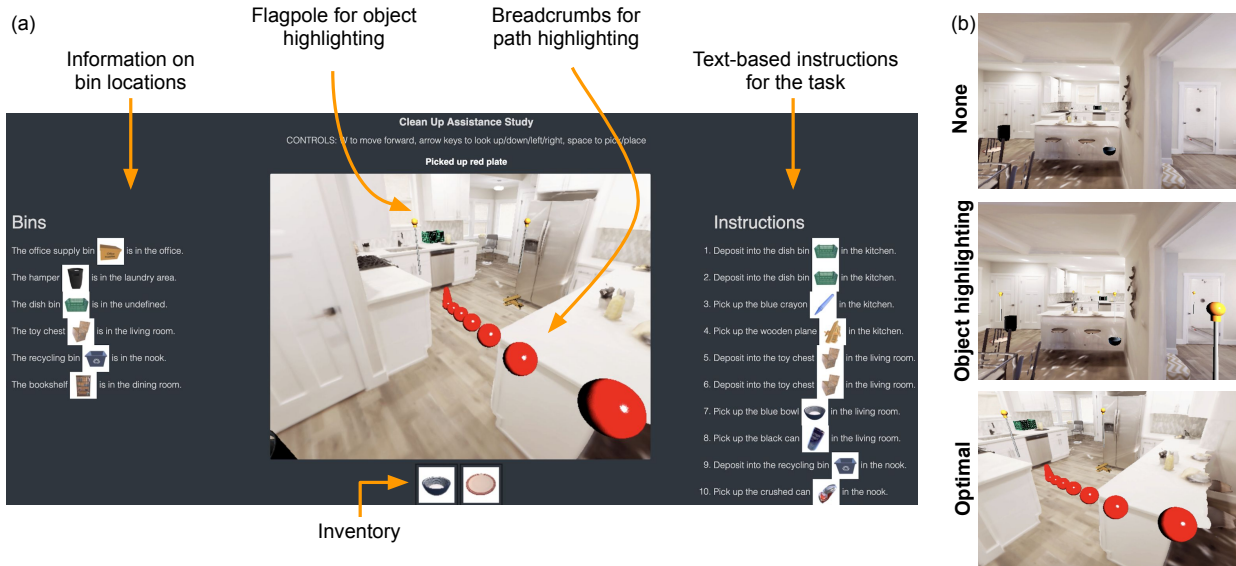 (a)
Flagpole for object
highlighting
Breadcrumbs for
path highlighting
Information on
bin locations
Text-based instructions
for the task
Clean Up Assistance Study
CONTROLS: W to move forward, arrow keys to look up/down/left/right, space to pick/place
Picked up red plate
Bins
The office supply bin is in the office.
The hamper is in the laundry area.
The dish bin is in the undefined.
The toy chest is in the living room.
The recycling bin is in the nook.
The bookshelf is in the dining room.
Instructions
1. Deposit into the dish bin in the kitchen.
2. Deposit into the dish bin in the kitchen.
3. Pick up the blue crayon in the kitchen.
4. Pick up the wooden plane in the kitchen.
5. Deposit into the toy chest in the living room.
6. Deposit into the toy chest in the living room.
7. Pick up the blue bowl in the living room.
8. Pick up the black can in the living room.
9. Deposit into the recycling bin in the nook.
10. Pick up the crushed can in the nook.
Inventory
(b)
None
Object highlighting
Optimal